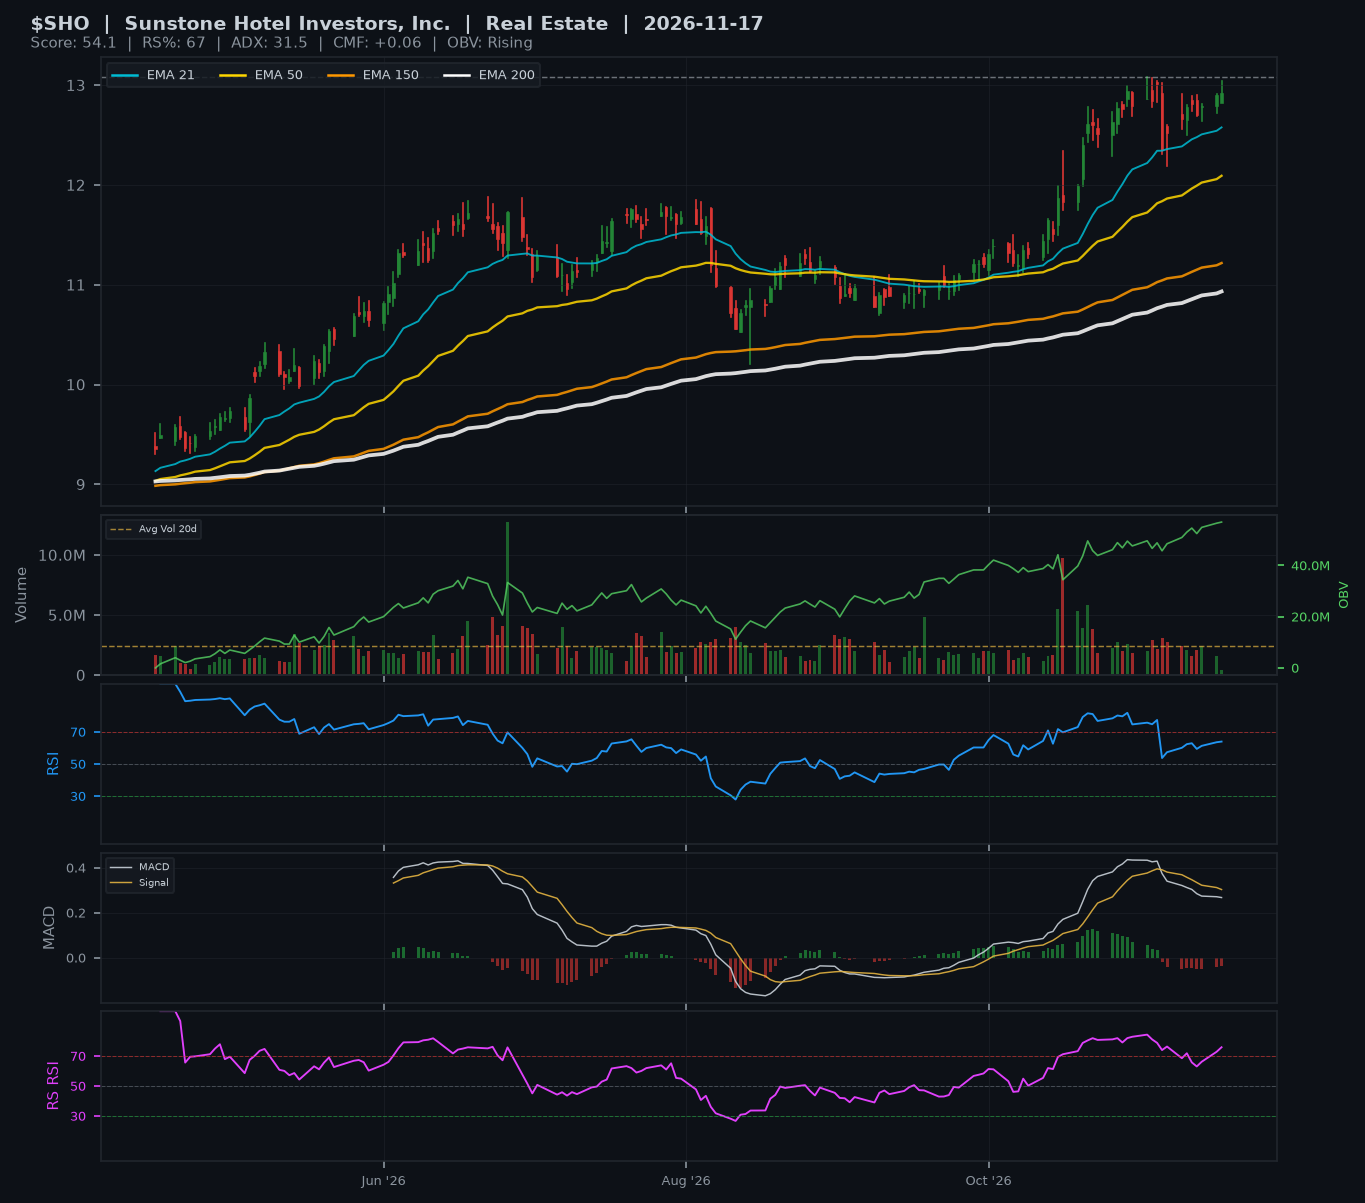 $SHO | Sunstone Hotel Investors, Inc. | Real Estate | 2026-11-17
Score: 54.1 | RS%: 67 | ADX: 31.5 | CMF: +0.06 | OBV: Rising
EMA 21 EMA 50 EMA 150 EMA 200
13
12
11
10
9
Avg Vol 20d
10.0M
5.0M
0
Volume
40.0M
20.0M
0
OBV
70
50
30
RSI
MACD
Signal
0.4
0.2
0.0
MACD
70
50
30
RS RSI
Jun '26 Aug '26 Oct '26